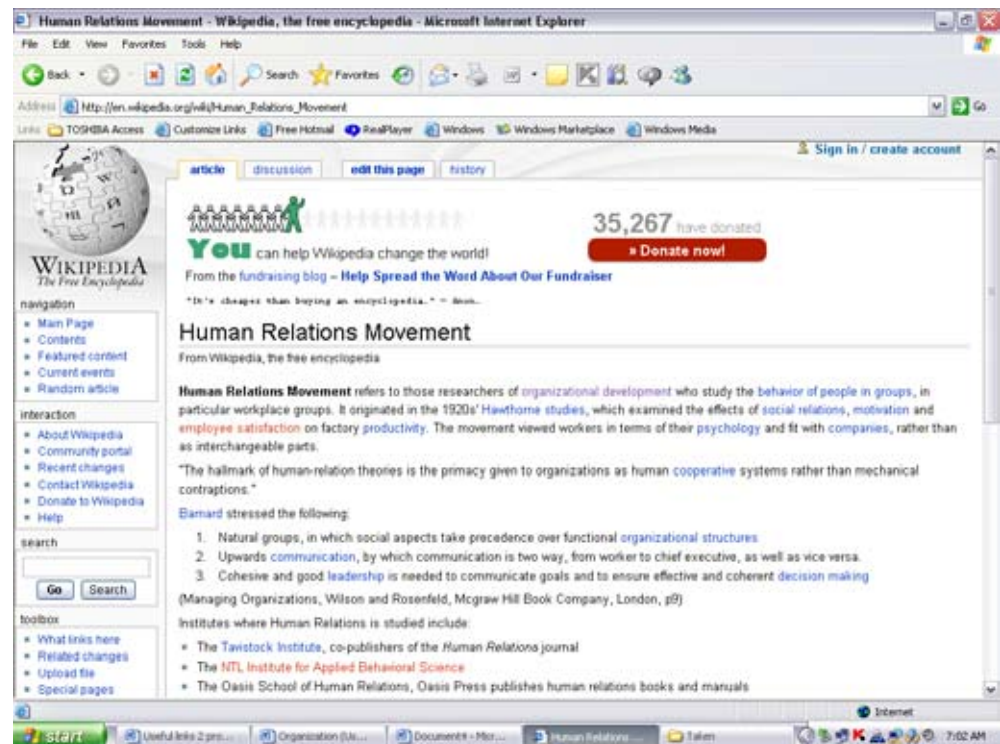 Human Relations Movement - Wikipedia, the free encyclopedia - Microsoft Internet Explorer
File Edit View Favorites Tools Help
Back Search Favorites
Address http://en.wikipedia.org/wiki/Human_Relations_Movement Go
Links TOSHIBA Access Customize Links Free Hotmail RealPlayer Windows Windows Marketplace Windows Media
Sign in / create account
article discussion edit this page history
You can help Wikipedia change the world!
35,267 have donated
» Donate now!
From the fundraising blog – Help Spread the Word About Our Fundraiser
"It's cheaper than buying an encyclopedia." — Anon.
WIKIPEDIA
The Free Encyclopedia
navigation
Main Page
Contents
Featured content
Current events
Random article
interaction
About Wikipedia
Community portal
Recent changes
Contact Wikipedia
Donate to Wikipedia
Help
search
Go Search
toolbox
What links here
Related changes
Upload file
Special pages
Human Relations Movement
From Wikipedia, the free encyclopedia
Human Relations Movement refers to those researchers of organizational development who study the behavior of people in groups, in
particular workplace groups. It originated in the 1920s' Hawthorne studies, which examined the effects of social relations, motivation and
employee satisfaction on factory productivity. The movement viewed workers in terms of their psychology and fit with companies, rather than
as interchangeable parts.
"The hallmark of human-relation theories is the primacy given to organizations as human cooperative systems rather than mechanical
contraptions."
Barnard stressed the following:
1. Natural groups, in which social aspects take precedence over functional organizational structures
2. Upwards communication, by which communication is two way, from worker to chief executive, as well as vice versa.
3. Cohesive and good leadership is needed to communicate goals and to ensure effective and coherent decision making
(Managing Organizations, Wilson and Rosenfeld, Mcgraw Hill Book Company, London, p9)
Institutes where Human Relations is studied include:
The Tavistock Institute, co-publishers of the Human Relations journal
The NTL Institute for Applied Behavioral Science
The Oasis School of Human Relations, Oasis Press publishes human relations books and manuals
Internet
start Useful links 2 pro... Organization (Us... Document4 - Micr... Human Relations ... 7:02 AM